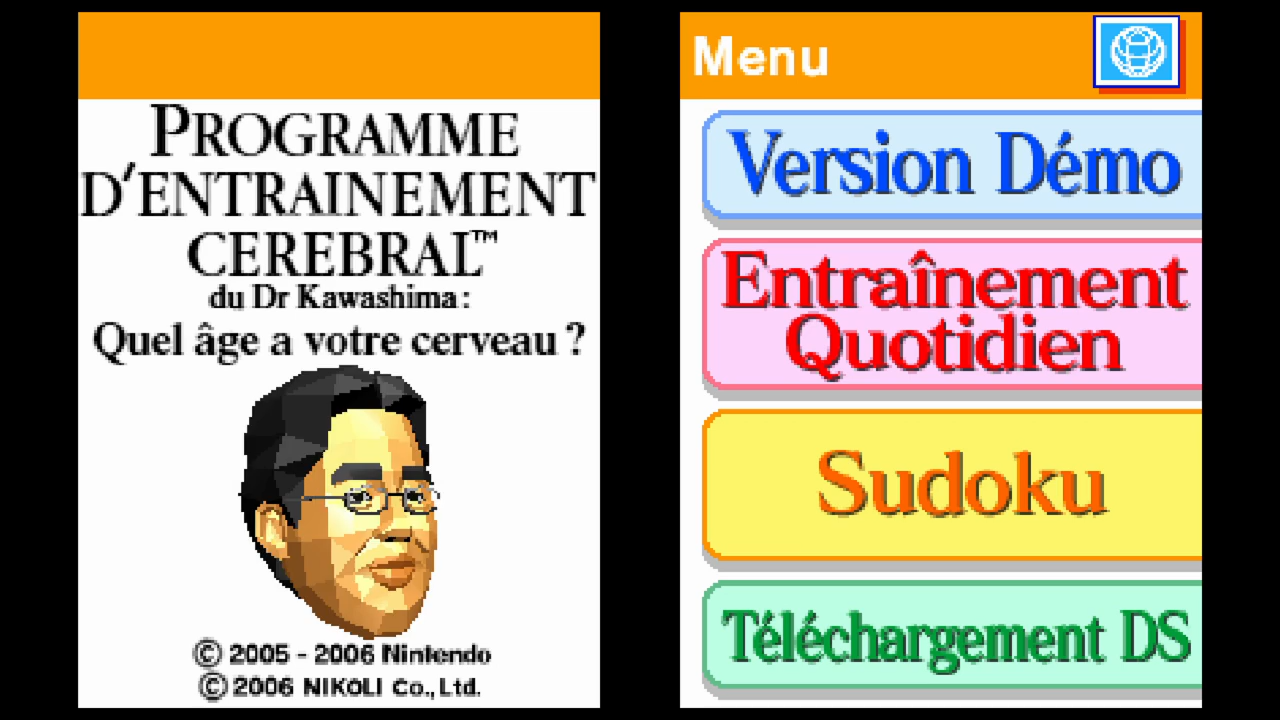 PROGRAMME
D'ENTRAINEMENT
CEREBRAL™
du Dr Kawashima :
Quel âge a votre cerveau ?
© 2005 - 2006 Nintendo
© 2006 NIKOLI Co., Ltd.
Menu
Version Démo
Entraînement
Quotidien
Sudoku
Téléchargement DS